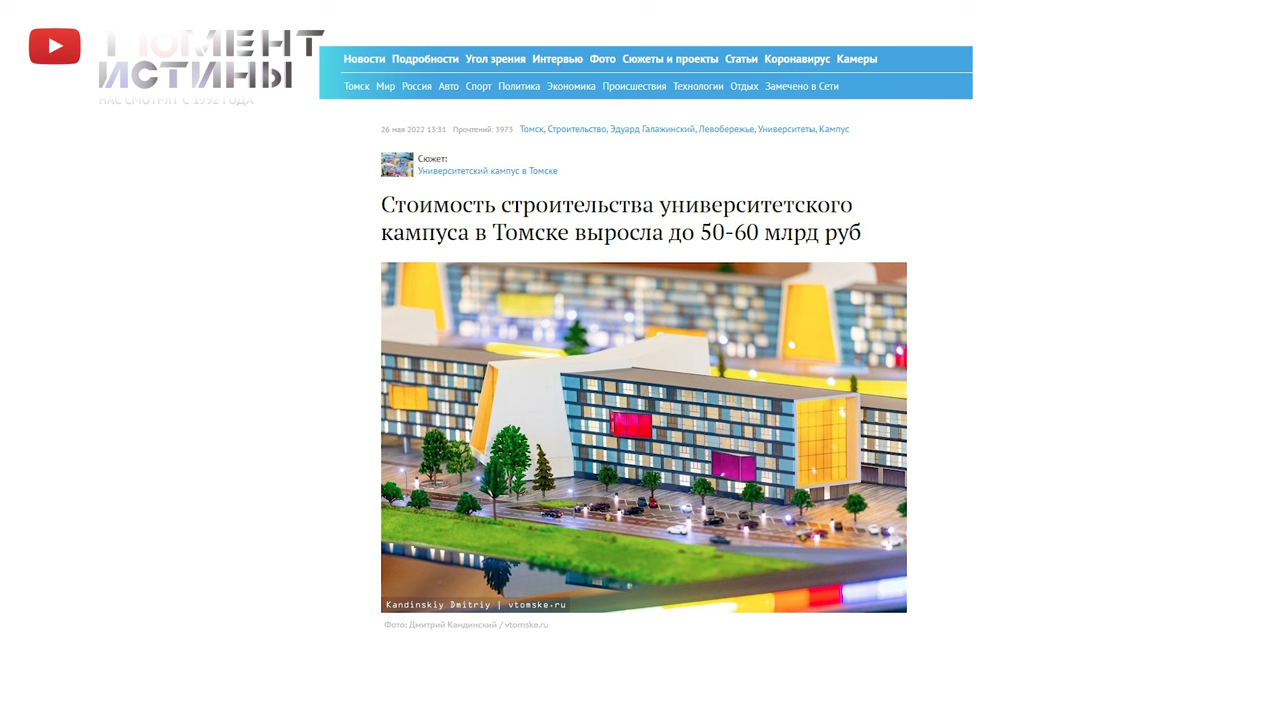 МОМЕНТ
ИСТИНЫ
НАС СМОТРЯТ С 1992 ГОДА
Новости Подробности Угол зрения Интервью Фото Сюжеты и проекты Статьи Коронавирус Камеры
Томск Мир Россия Авто Спорт Политика Экономика Происшествия Технологии Отдых Замечено в Сети
26 мая 2022 13:31 Прочтений: 3973 Томск, Строительство, Эдуард Галажинский, Левобережье, Университеты, Кампус
Сюжет:
Университетский кампус в Томске
Стоимость строительства университетского
кампуса в Томске выросла до 50-60 млрд руб
Kandinskiy Dmitriy | vtomske.ru
Фото: Дмитрий Кандинский / vtomske.ru